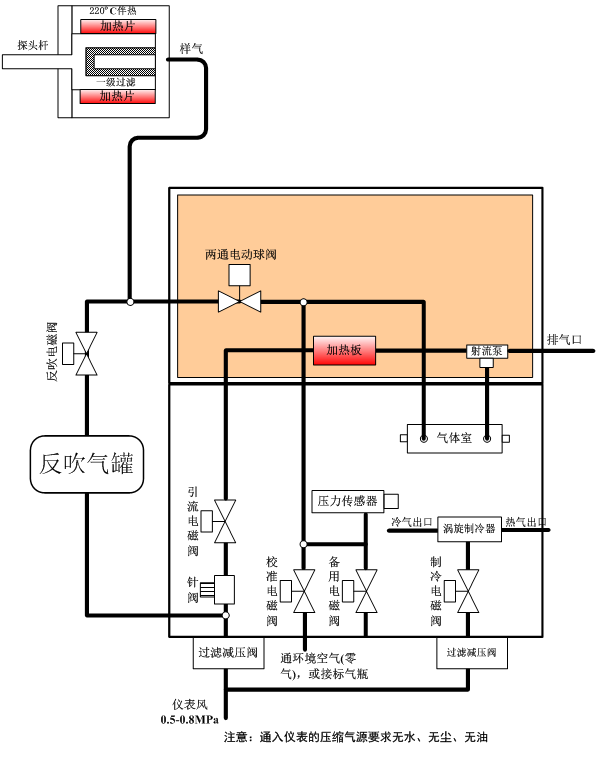 220°C伴热
加热片
探头杆
样气
一级过滤
加热片
两通电动球阀
反吹电磁阀
加热板
射流泵
排气口
反吹气罐
气体室
引流电磁阀
压力传感器
冷气出口
涡旋制冷器
热气出口
针阀
校准电磁阀
备用电磁阀
制冷电磁阀
过滤减压阀
通环境空气(零
气)，或接标气瓶
过滤减压阀
仪表风
0.5-0.8MPa
注意：通入仪表的压缩气源要求无水、无尘、无油